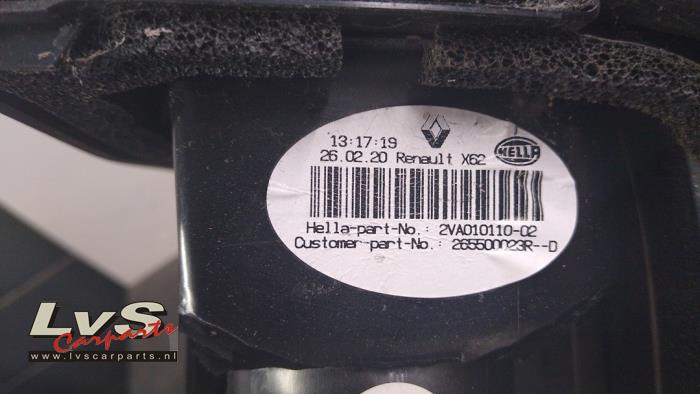 13:17:19
26.02.20 Renault X62 HELLA
Hella-part-No.: 2VA010110-02
Customer part-No.: 265500023R--D
LvS
Carparts
www.lvscarparts.nl